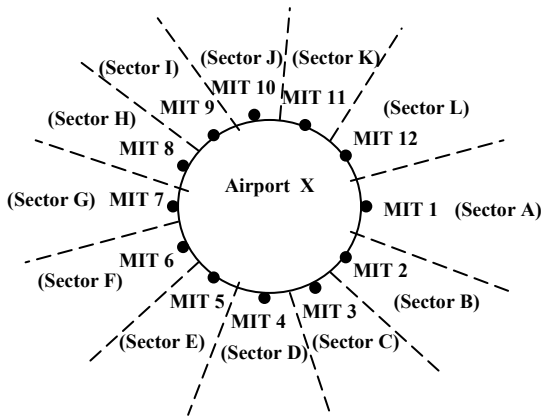 (Sector J)
(Sector K)
(Sector I)
MIT 10
MIT 11
MIT 9
(Sector L)
(Sector H)
MIT 12
MIT 8
Airport X
(Sector G)
MIT 7
MIT 1
(Sector A)
MIT 6
MIT 2
(Sector F)
MIT 5
MIT 3
(Sector B)
MIT 4
(Sector E)
(Sector D)
(Sector C)